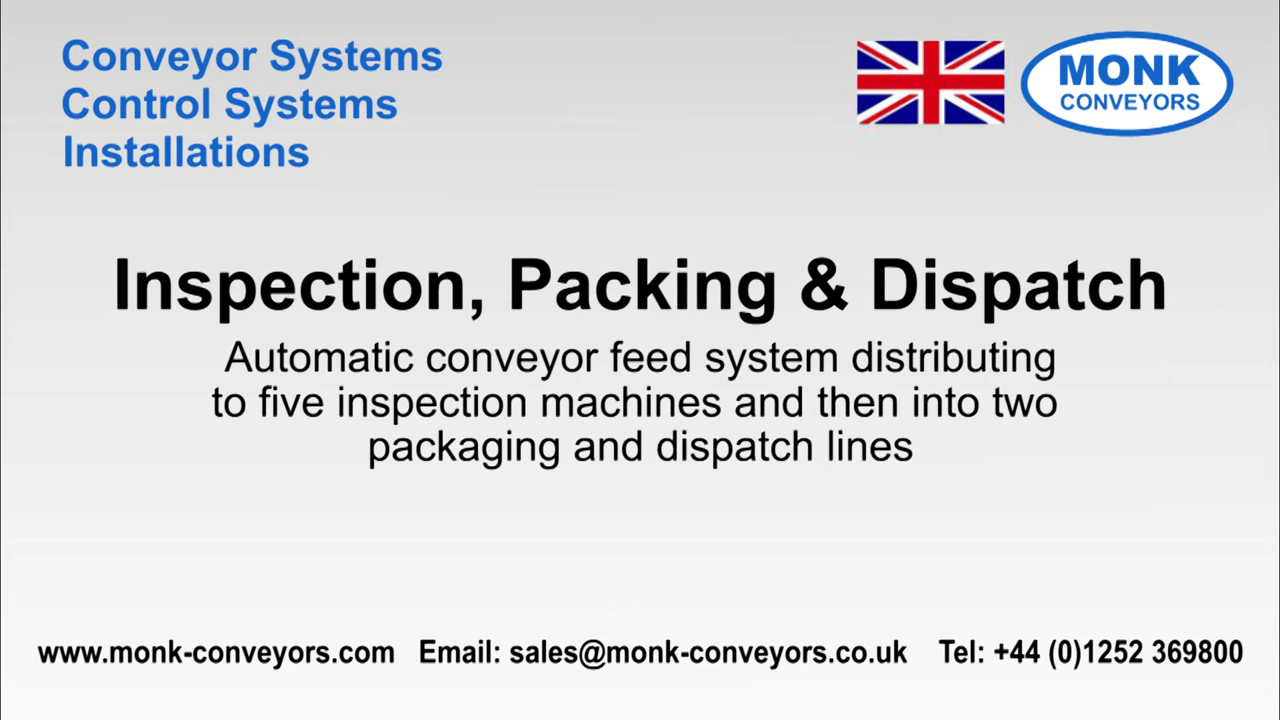 Conveyor Systems
Control Systems
Installations
MONK
CONVEYORS
Inspection, Packing & Dispatch
Automatic conveyor feed system distributing
to five inspection machines and then into two
packaging and dispatch lines
www.monk-conveyors.com Email: sales@monk-conveyors.co.uk Tel: +44 (0)1252 369800